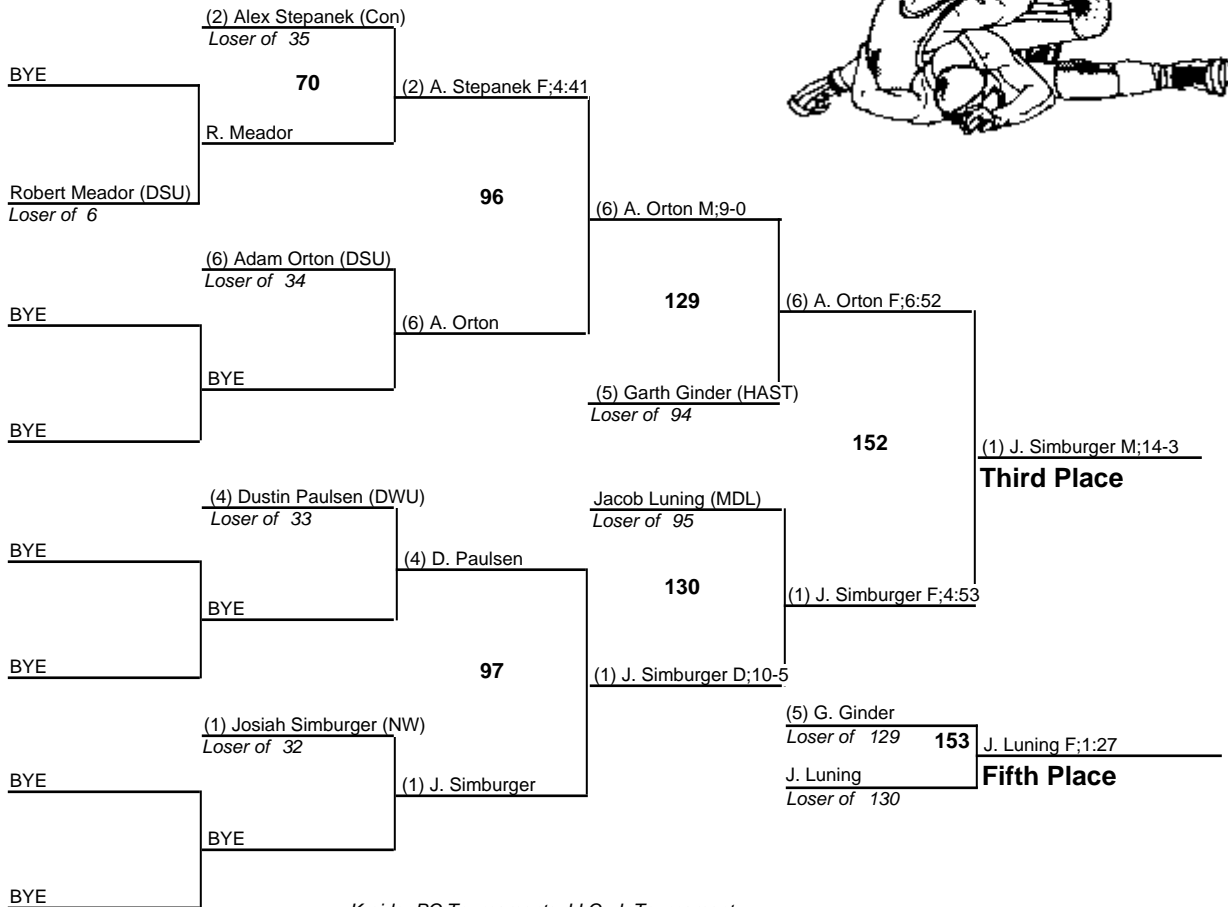 (2) Alex Stepanek (Con)
Loser of 35
BYE
70
(2) A. Stepanek F;4:41
R. Meador
Robert Meador (DSU)
Loser of 6
96
(6) A. Orton M;9-0
(6) Adam Orton (DSU)
Loser of 34
129
(6) A. Orton F;6:52
BYE
(6) A. Orton
BYE
(5) Garth Ginder (HAST)
Loser of 94
BYE
152
(1) J. Simburger M;14-3
Third Place
(4) Dustin Paulsen (DWU)
Loser of 33
Jacob Luning (MDL)
Loser of 95
BYE
(4) D. Paulsen
130
(1) J. Simburger F;4:53
BYE
BYE
97
(1) J. Simburger D;10-5
(1) Josiah Simburger (NW)
Loser of 32
(5) G. Ginder
Loser of 129
153
J. Luning F;1:27
Fifth Place
BYE
(1) J. Simburger
J. Luning
Loser of 130
BYE
BYE